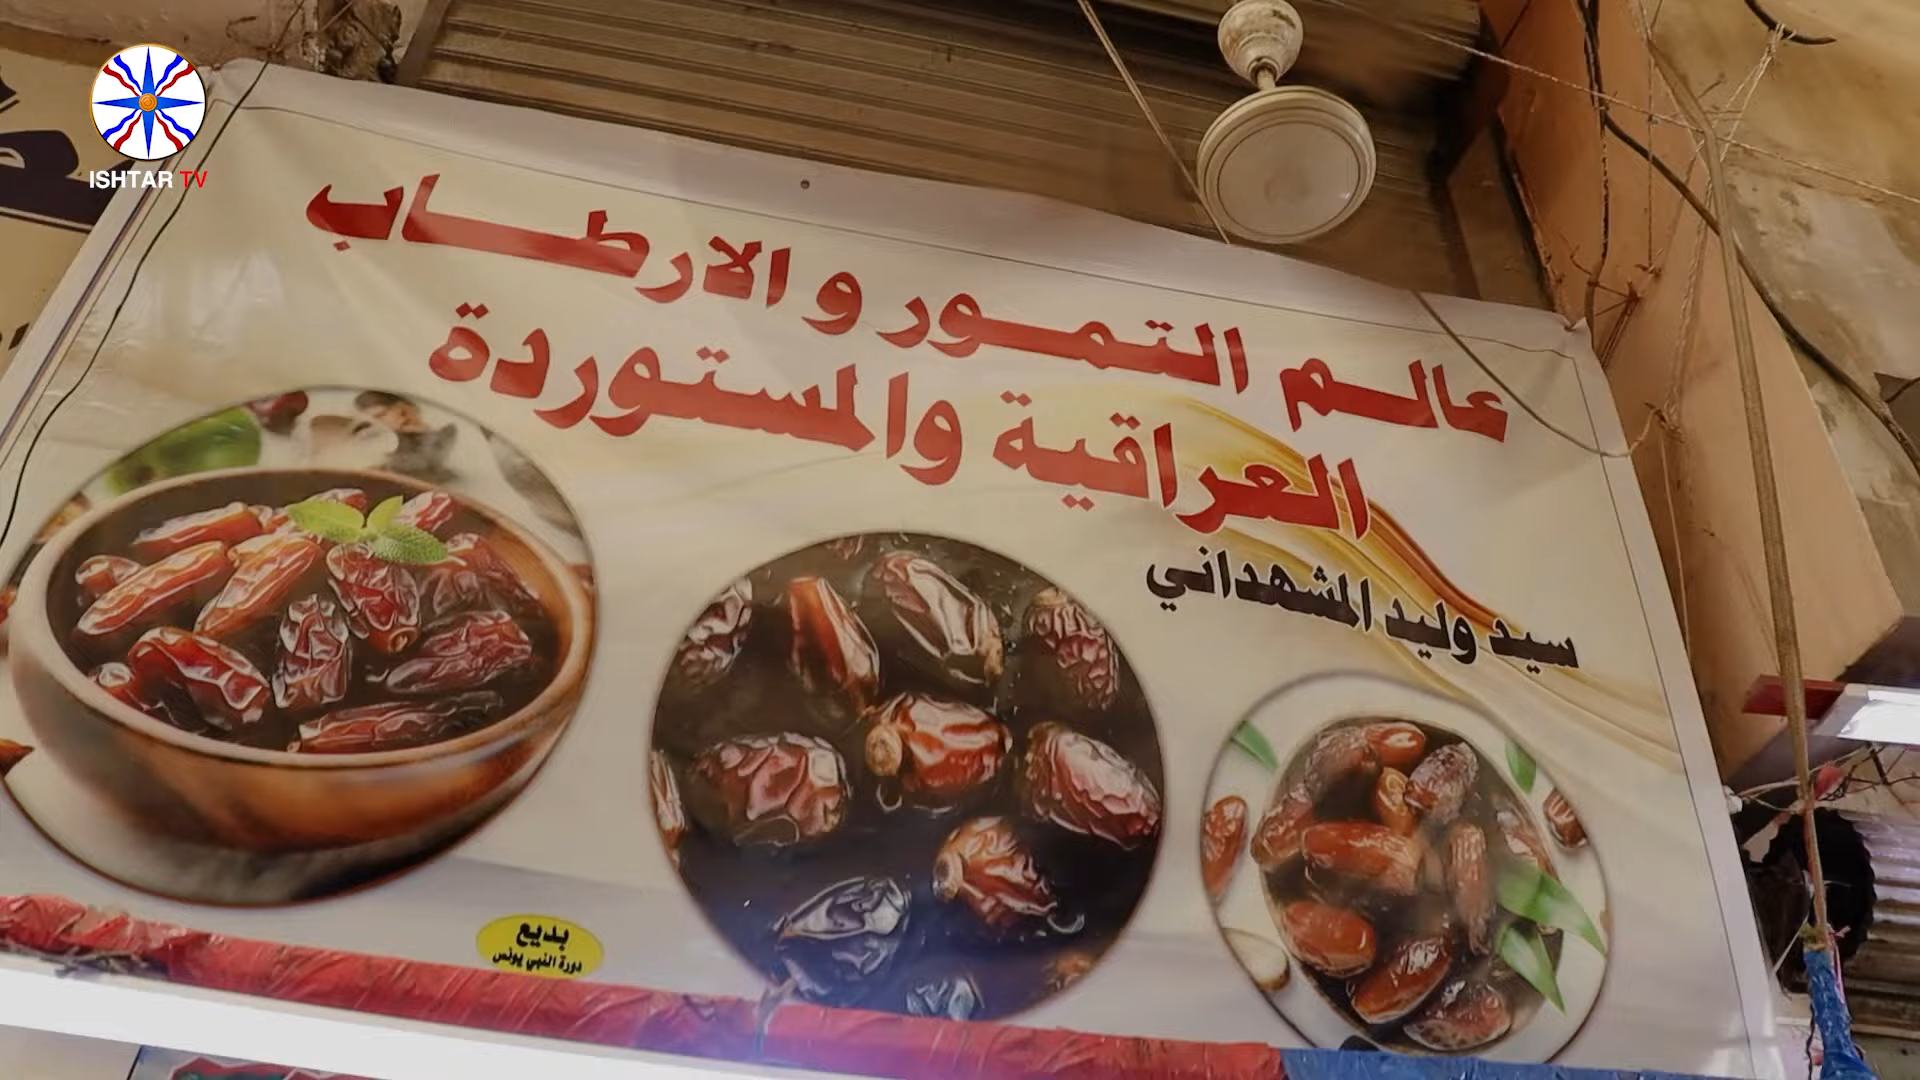 ISHTAR TV
عالم التمور و الارطاب
العراقية والمستوردة
سيد وليد المشهداني
بديع
دورة النبي يونس